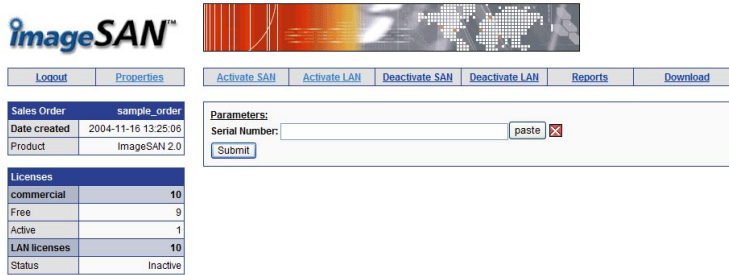 imageSAN™
Logout Properties
Activate SAN Activate LAN Deactivate SAN Deactivate LAN Reports Download
Sales Order sample_order
Date created 2004-11-16 13:25:06
Product ImageSAN 2.0
Parameters:
Serial Number: paste
Submit
Licenses
commercial 10
Free 9
Active 1
LAN licenses 10
Status Inactive